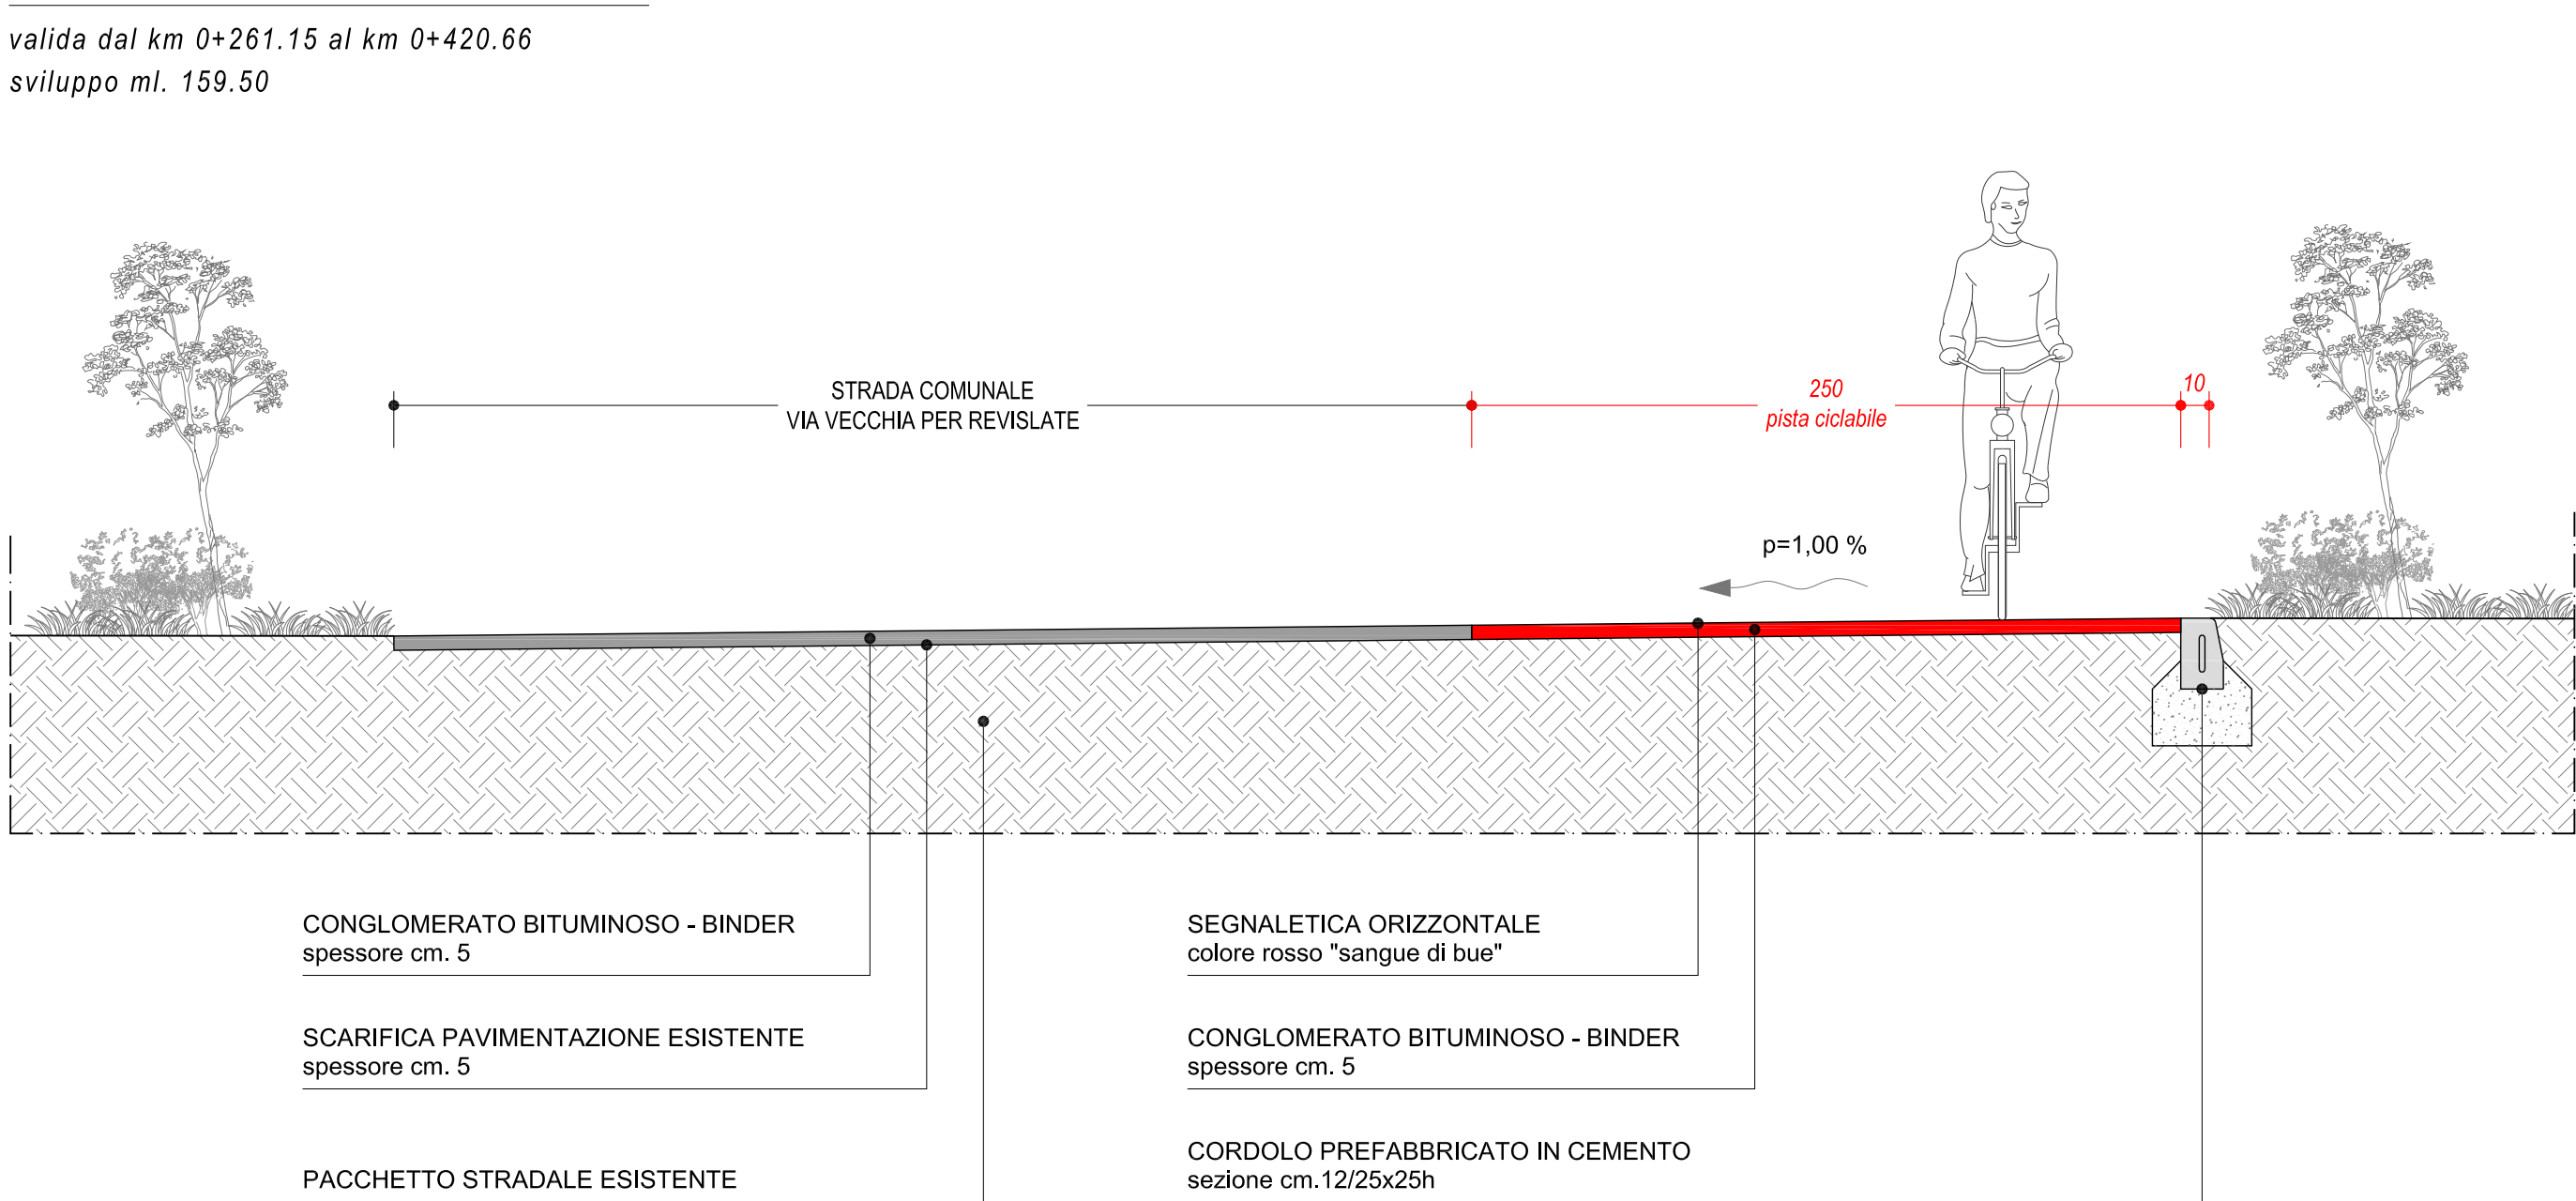 valida dal km 0+261.15 al km 0+420.66
sviluppo ml. 159.50
STRADA COMUNALE
VIA VECCHIA PER REVISLATE
250
pista ciclabile
10
p=1,00 %
CONGLOMERATO BITUMINOSO - BINDER
spessore cm. 5
SCARIFICA PAVIMENTAZIONE ESISTENTE
spessore cm. 5
PACCHETTO STRADALE ESISTENTE
SEGNALETICA ORIZZONTALE
colore rosso "sangue di bue"
CONGLOMERATO BITUMINOSO - BINDER
spessore cm. 5
CORDOLO PREFABBRICATO IN CEMENTO
sezione cm.12/25x25h